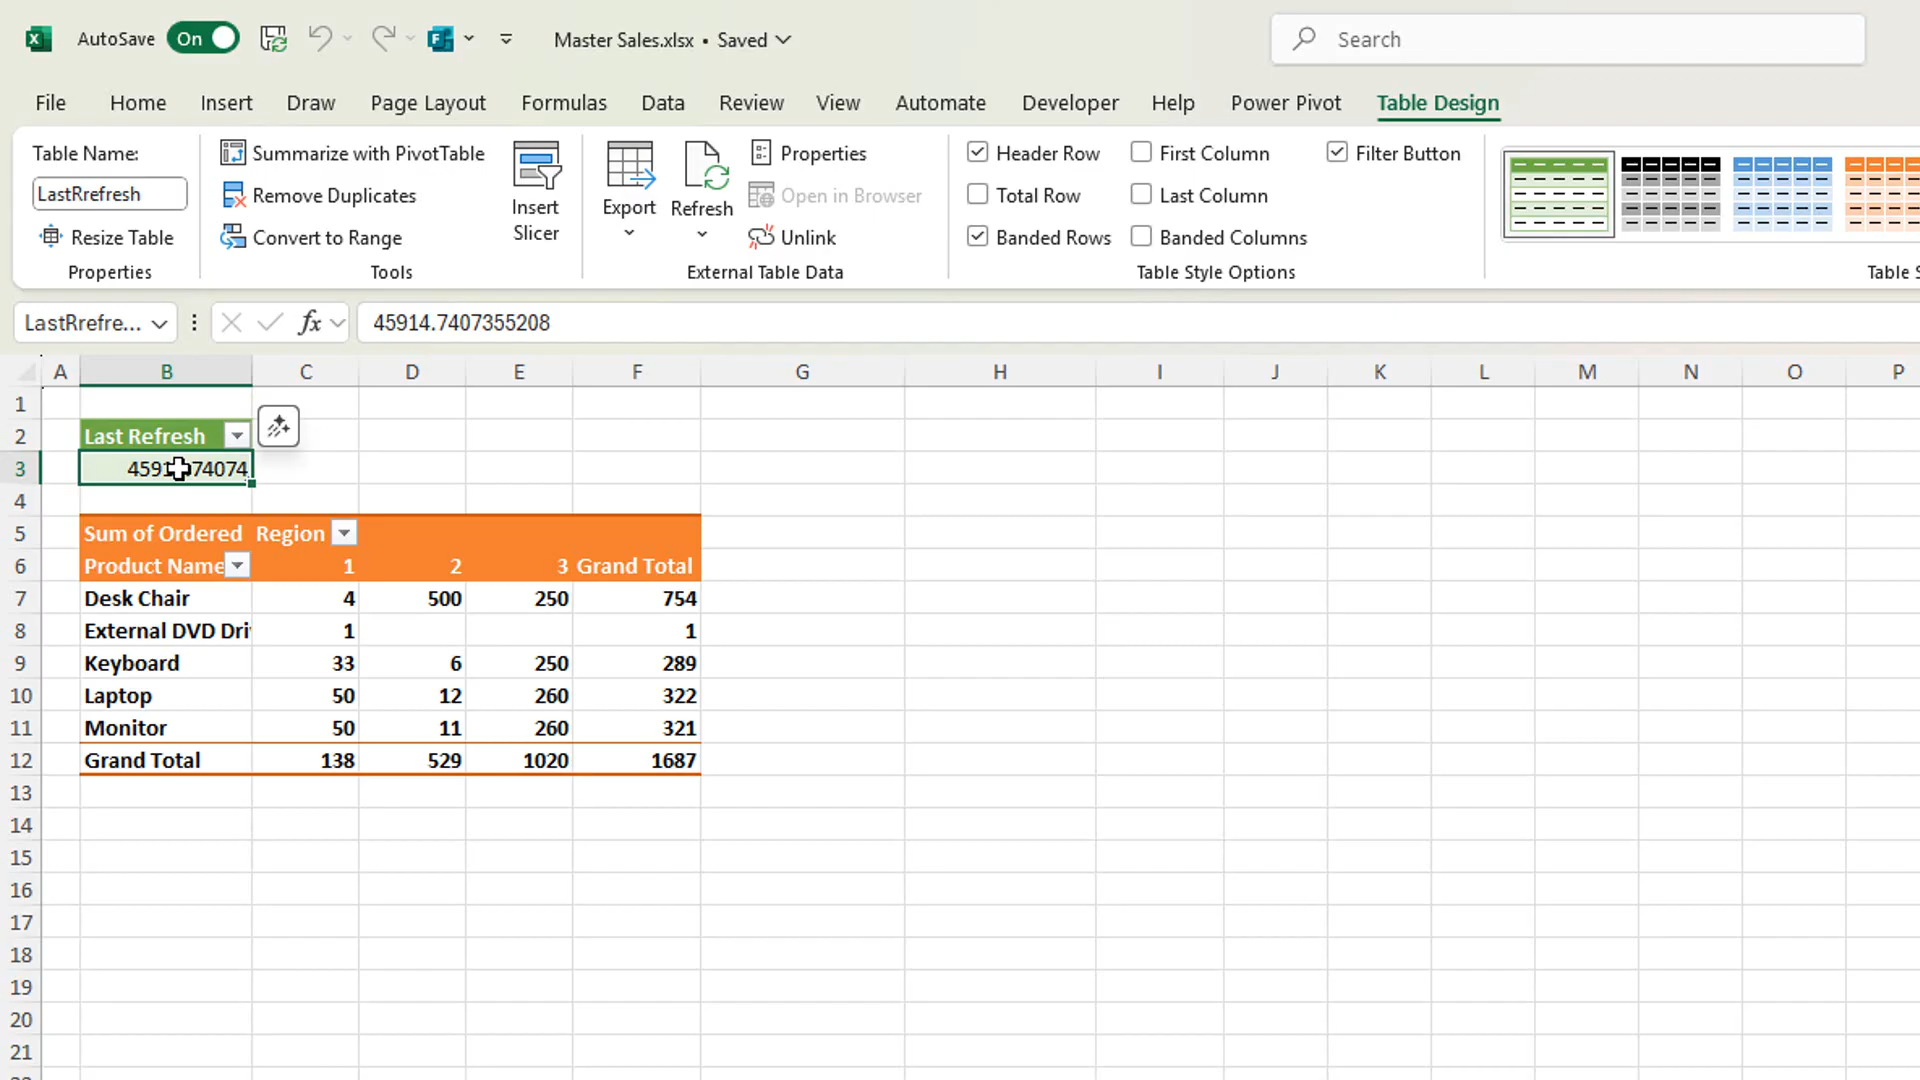 AutoSave On Master Sales.xlsx • Saved Search
File Home Insert Draw Page Layout Formulas Data Review View Automate Developer Help Power Pivot Table Design
Table Name:
LastRrefresh
Resize Table
Properties
Summarize with PivotTable
Remove Duplicates
Convert to Range
Tools
Insert
Slicer
Export
Refresh
Properties
Open in Browser
Unlink
External Table Data
Header Row First Column Filter Button
Total Row Last Column
Banded Rows Banded Columns
Table Style Options
LastRrefre... fx 45914.7407355208
A B C D E F G H I J K L M N O P
1
2 Last Refresh
3
4
5 Sum of Ordered Region
6 Product Name 1 2 3 Grand Total
7 Desk Chair 4 500 250 754
8 External DVD 1 1
9 Keyboard 33 6 250 289
10 Laptop 50 12 260 322
11 Monitor 50 11 260 321
12 Grand Total 138 529 1020 1687
13
14
15
16
17
18
19
20
21